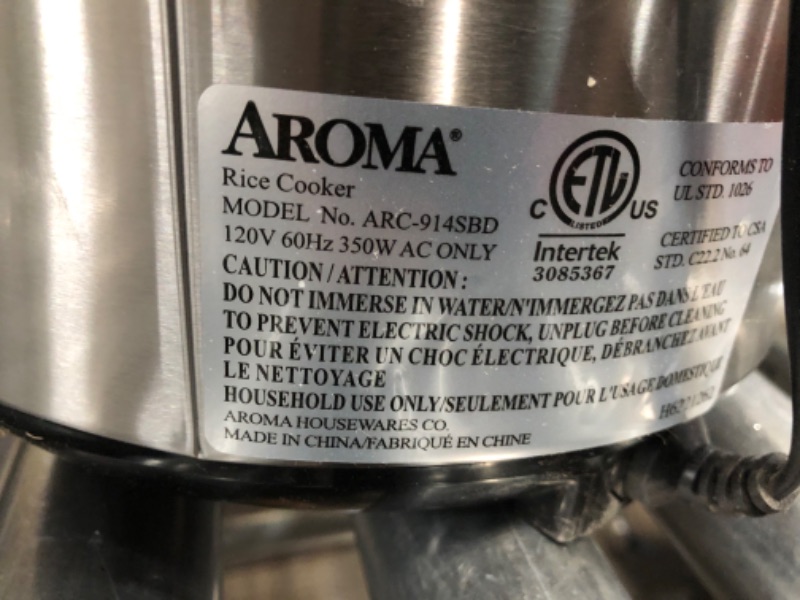 AROMA®
Rice Cooker
MODEL No. ARC-914SBD
120V 60Hz 350W AC ONLY
C ETL US
LISTED
Intertek
3085367
CONFORMS TO
UL STD. 1026
CERTIFIED TO CSA
STD. C22.2 No. 64
CAUTION / ATTENTION :
DO NOT IMMERSE IN WATER/N'IMMERGEZ PAS DANS L'EAU
TO PREVENT ELECTRIC SHOCK, UNPLUG BEFORE CLEANING
POUR ÉVITER UN CHOC ÉLECTRIQUE, DÉBRANCHEZ AVANT
LE NETTOYAGE
HOUSEHOLD USE ONLY/SEULEMENT POUR L'USAGE DOMESTIQUE
AROMA HOUSEWARES CO.
MADE IN CHINA/FABRIQUÉ EN CHINE